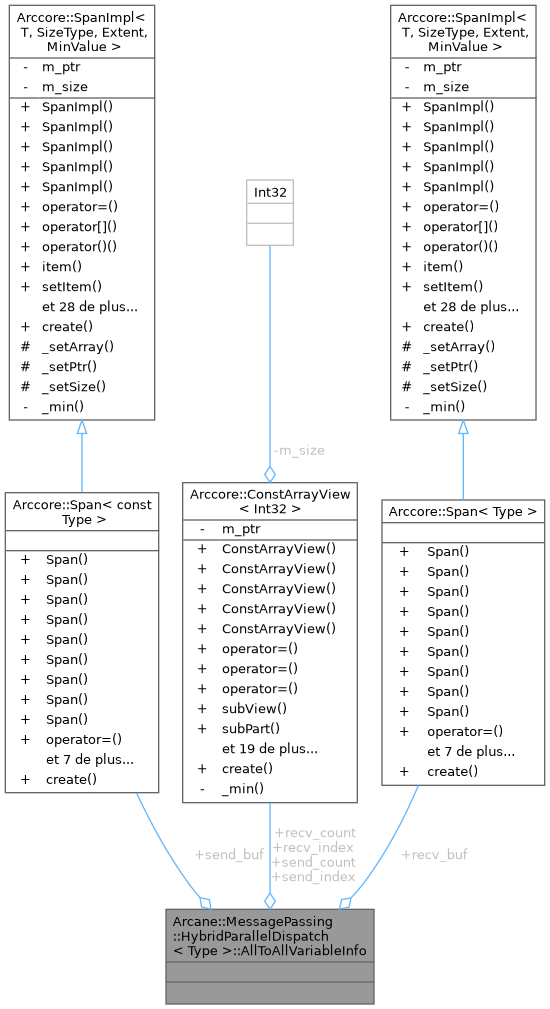 Arccore::SpanImpl<
T, SizeType, Extent,
MinValue >
- m_ptr
- m_size
+ SpanImpl()
+ SpanImpl()
+ SpanImpl()
+ SpanImpl()
+ SpanImpl()
+ operator=()
+ operator[]()
+ operator()()
+ item()
+ setItem()
et 28 de plus...
+ create()
# _setArray()
# _setPtr()
# _setSize()
- _min()
Int32
Arccore::SpanImpl<
T, SizeType, Extent,
MinValue >
- m_ptr
- m_size
+ SpanImpl()
+ SpanImpl()
+ SpanImpl()
+ SpanImpl()
+ SpanImpl()
+ operator=()
+ operator[]()
+ operator()()
+ item()
+ setItem()
et 28 de plus...
+ create()
# _setArray()
# _setPtr()
# _setSize()
- _min()
-m_size
Arccore::Span< const
Type >
+ Span()
+ Span()
+ Span()
+ Span()
+ Span()
+ Span()
+ Span()
+ Span()
+ Span()
+ operator=()
et 7 de plus...
+ create()
Arccore::ConstArrayView
< Int32 >
- m_ptr
+ ConstArrayView()
+ ConstArrayView()
+ ConstArrayView()
+ ConstArrayView()
+ ConstArrayView()
+ operator=()
+ operator=()
+ operator=()
+ subView()
+ subPart()
et 19 de plus...
+ create()
- _min()
Arccore::Span< Type >
+ Span()
+ Span()
+ Span()
+ Span()
+ Span()
+ Span()
+ Span()
+ Span()
+ Span()
+ operator=()
et 7 de plus...
+ create()
+send_buf
+recv_count
+recv_index
+send_count
+send_index
+recv_buf
Arcane::MessagePassing
::HybridParallelDispatch
< Type >::AllToAllVariableInfo